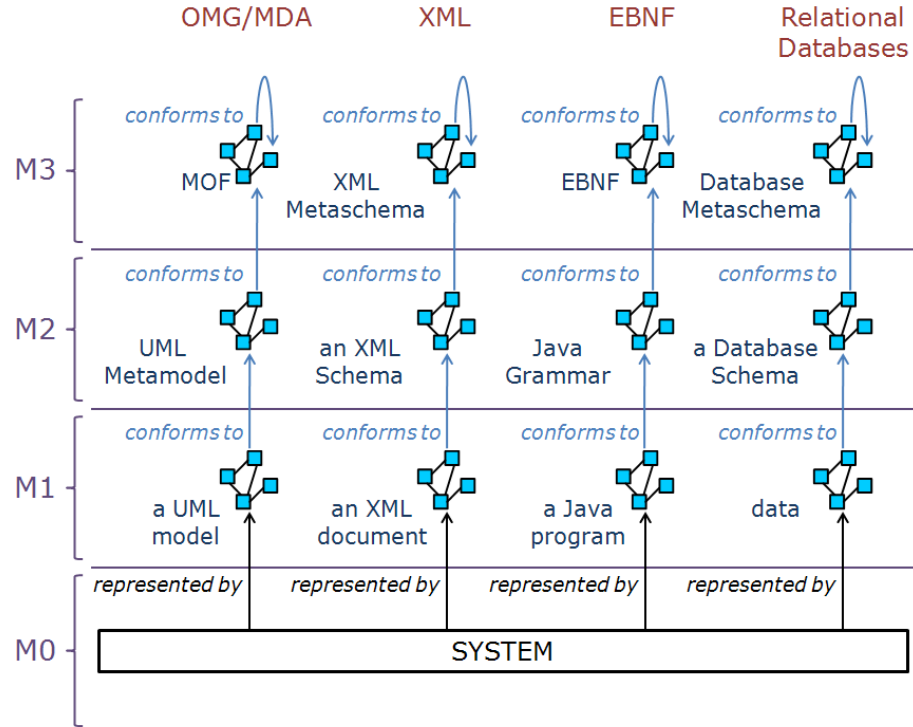 OMG/MDA XML EBNF Relational
Databases
conforms to conforms to conforms to conforms to
M3
MOF XML EBNF Database
Metaschema Metaschema
conforms to conforms to conforms to conforms to
M2
UML an XML Java a Database
Metamodel Schema Grammar Schema
conforms to conforms to conforms to conforms to
M1
a UML an XML a Java data
model document program
represented by represented by represented by represented by
M0 SYSTEM